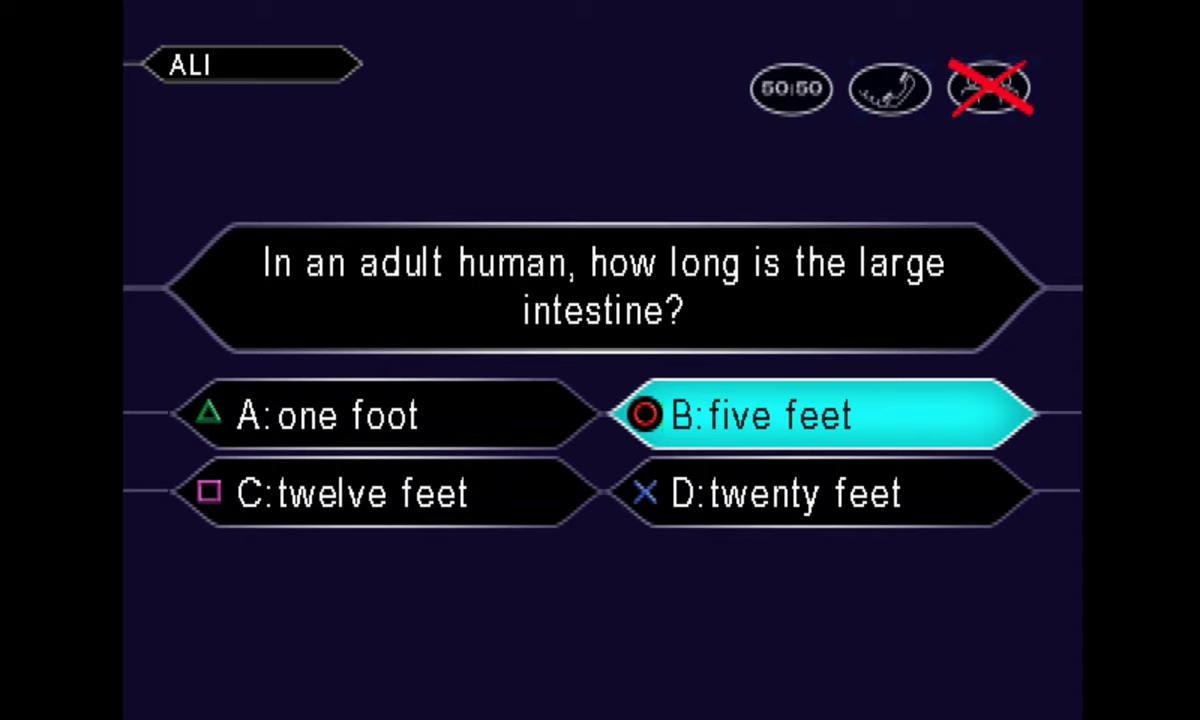 ALI
50:50
In an adult human, how long is the large
intestine?
A: one foot
B: five feet
C: twelve feet
D: twenty feet